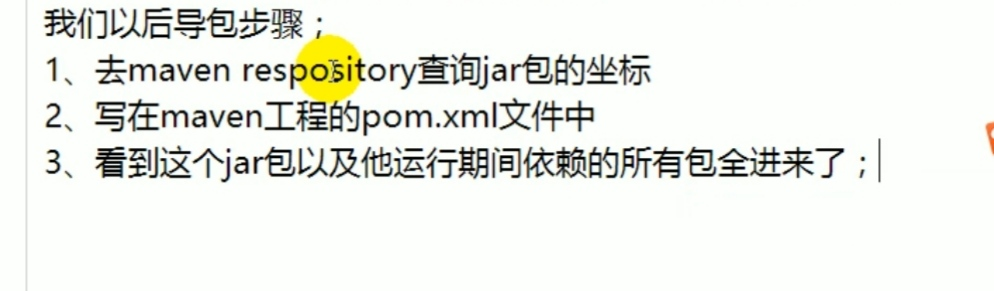 我们以后导包步骤；
1、去maven respository查询jar包的坐标
2、写在maven工程的pom.xml文件中
3、看到这个jar包以及他运行期间依赖的所有包全进来了；